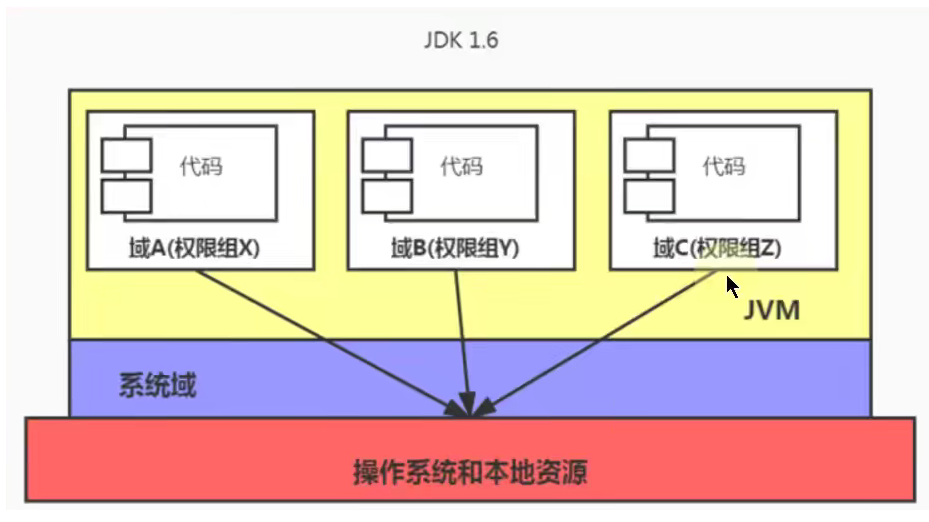 JDK 1.6
代码
代码
代码
域A(权限组X)
域B(权限组Y)
域C(权限组Z)
JVM
系统域
操作系统和本地资源